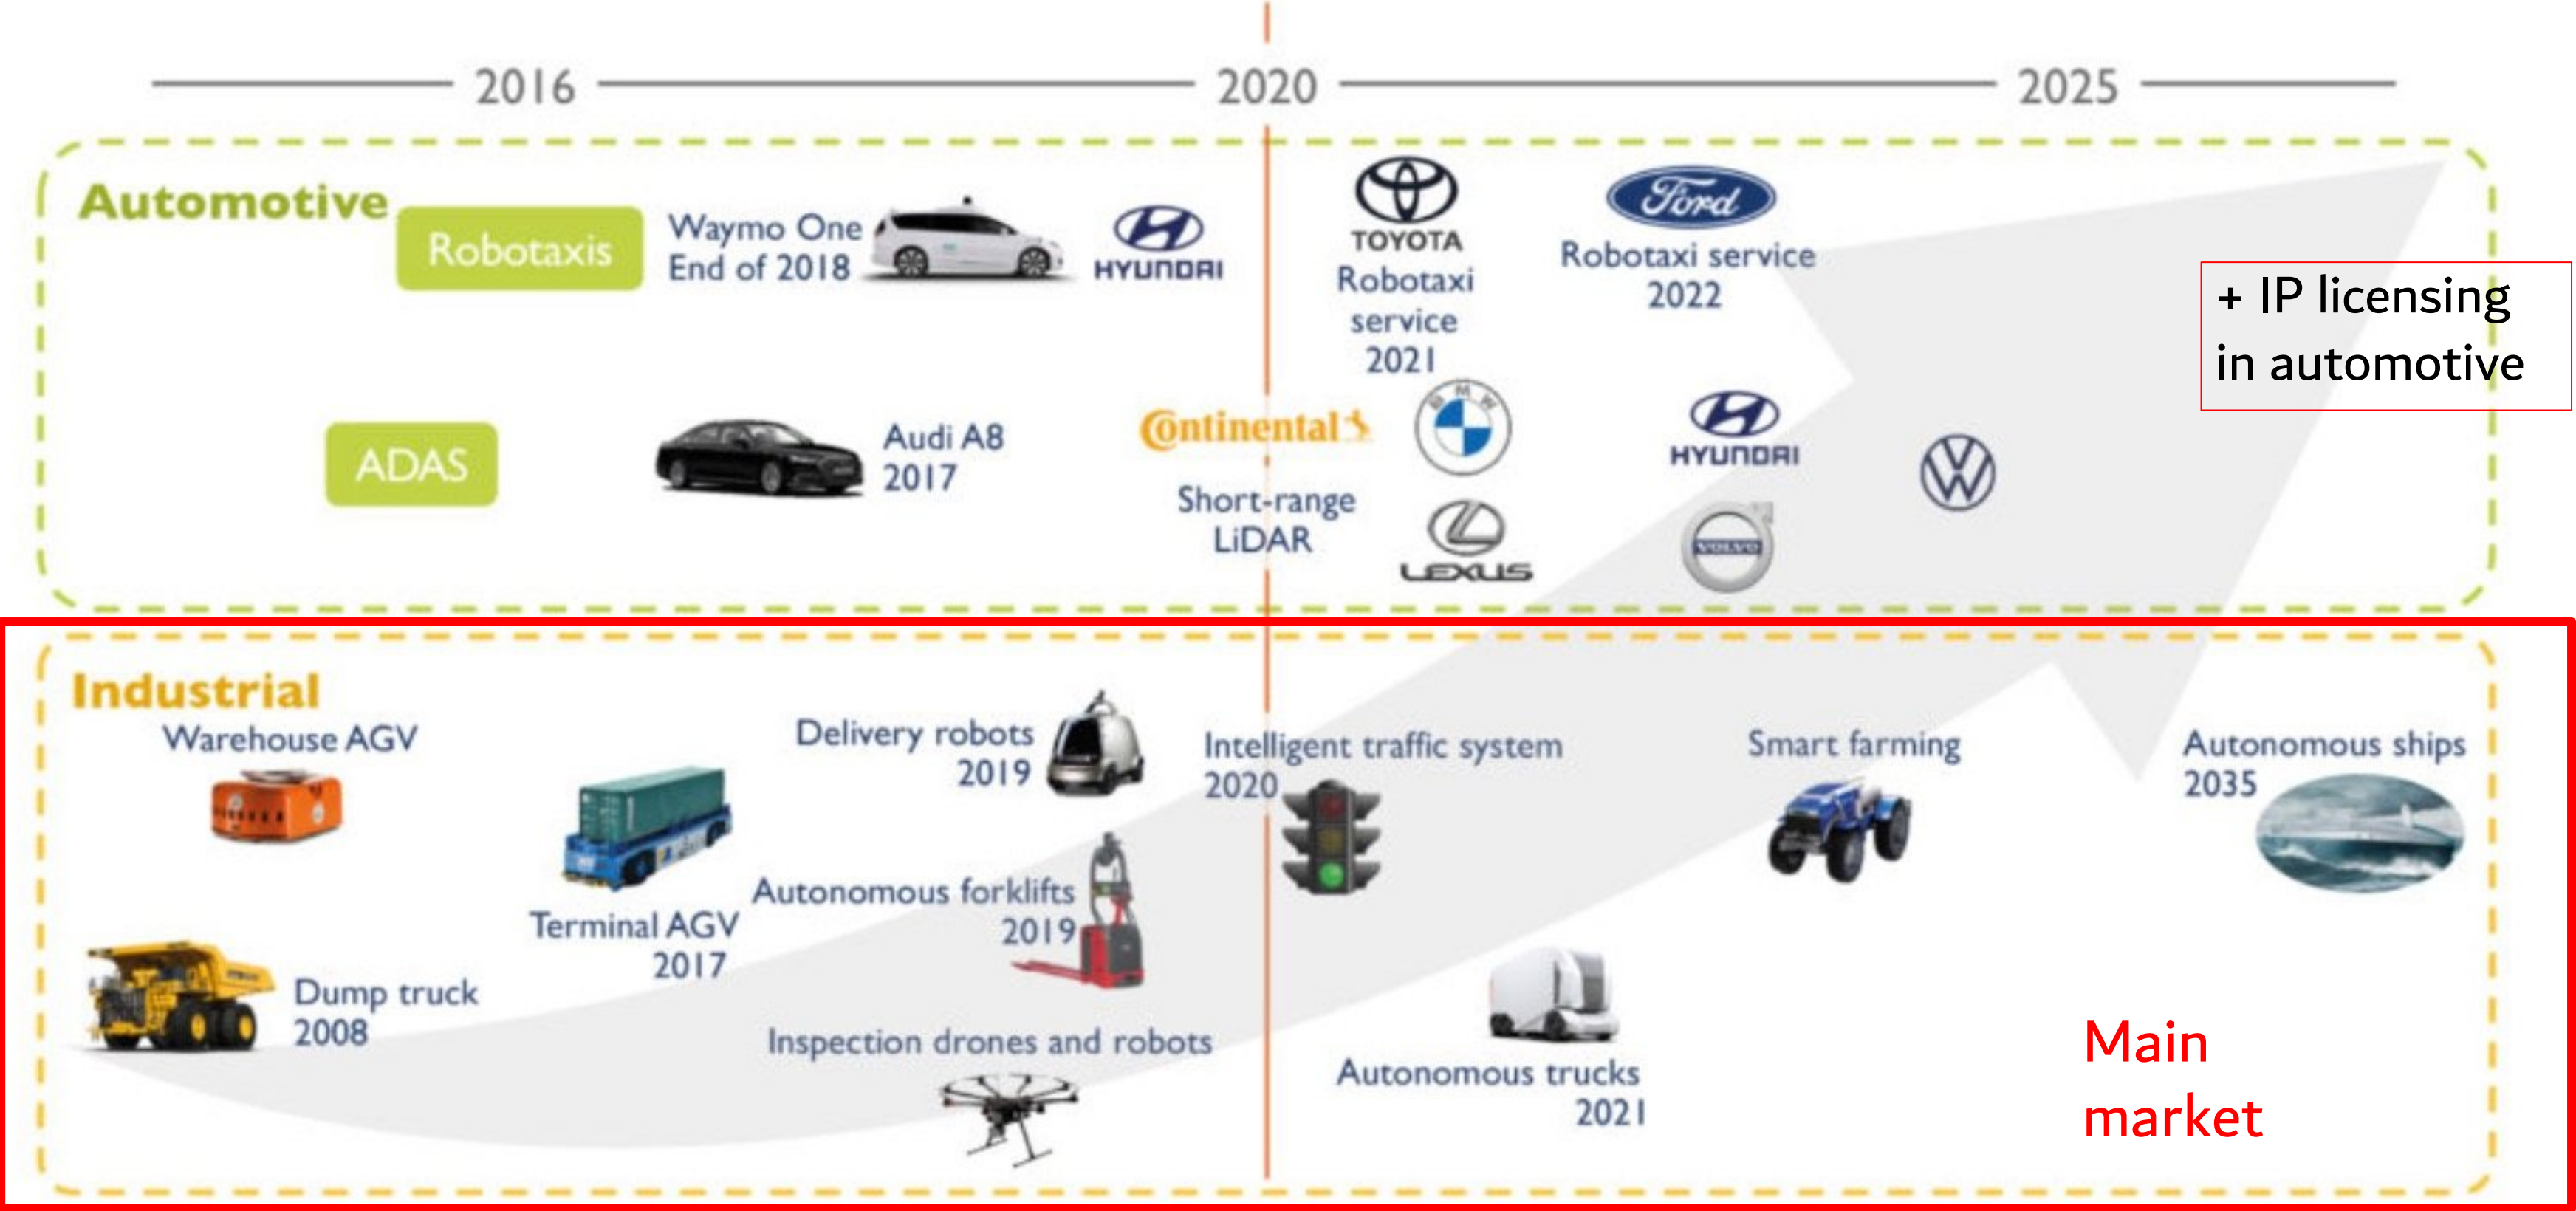 2016
2020
2025
Automotive
Robotaxis
Waymo One
End of 2018
HYUNDAI
TOYOTA
Robotaxi
service
2021
Ford
Robotaxi service
2022
+ IP licensing
in automotive
ADAS
Audi A8
2017
Continental
Short-range
LiDAR
BMW
LEXUS
HYUNDAI
VOLVO
VW
Industrial
Warehouse AGV
Dump truck
2008
Terminal AGV
2017
Delivery robots
2019
Autonomous forklifts
2019
Inspection drones and robots
Intelligent traffic system
2020
Autonomous trucks
2021
Smart farming
Autonomous ships
2035
Main
market